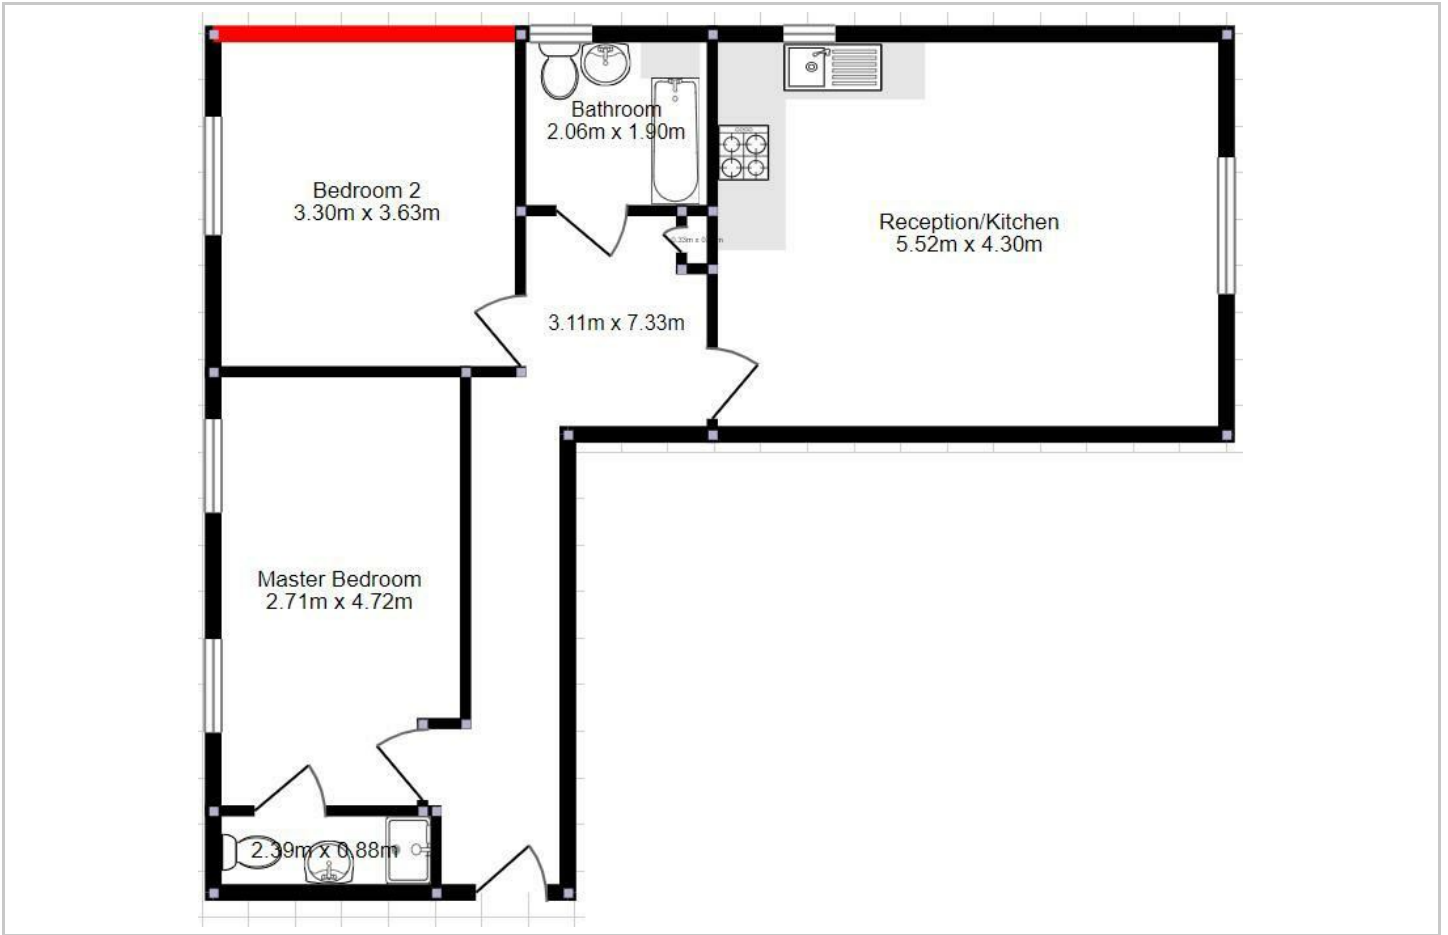 Bathroom
2.06m x 1.90m
Bedroom 2
3.30m x 3.63m
Reception/Kitchen
5.52m x 4.30m
3.11m x 7.33m
Master Bedroom
2.71m x 4.72m
2.39m x 0.88m